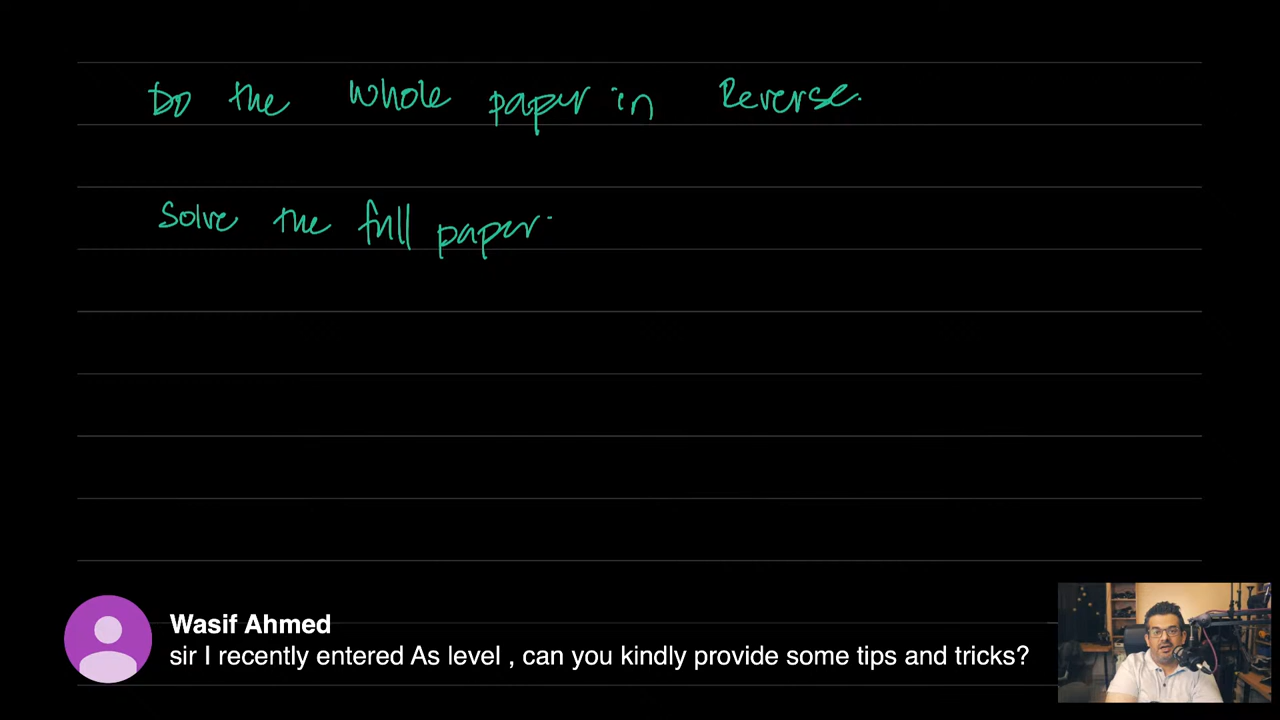 Do the whole paper in Reverse.
Solve the full paper.
Wasif Ahmed
sir I recently entered As level , can you kindly provide some tips and tricks?